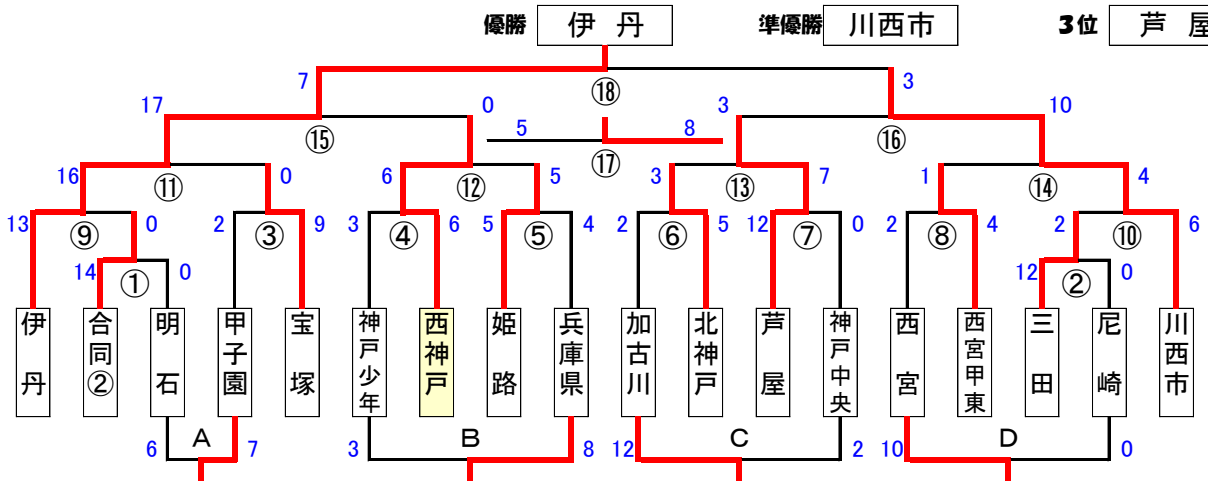 優勝 伊丹 準優勝 川西市 3位 芦屋
7 ⑱ 3
17 0 3 10
⑮ 5 8 ⑯
⑰
16 0 6 5 3 7 1 4
⑪ ⑫ ⑬ ⑭
13 0 2 9 3 6 5 4 2 5 12 0 2 4 2 6
⑨ ③ ④ ⑤ ⑥ ⑦ ⑧ ⑩
14 0 12 0
① ②
伊丹 合同② 明石 甲子園 宝塚 神戸少年 西神戸 姫路 兵庫県 加古川 北神戸 芦屋 神戸中央 西宮 西宮甲東 三田 尼崎 川西市
6 A 7 3 B 8 12 C 2 10 D 0